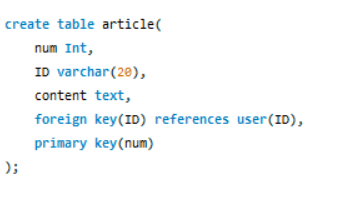 create table article(
num Int,
ID varchar(20),
content text,
foreign key(ID) references user(ID),
primary key(num)
);